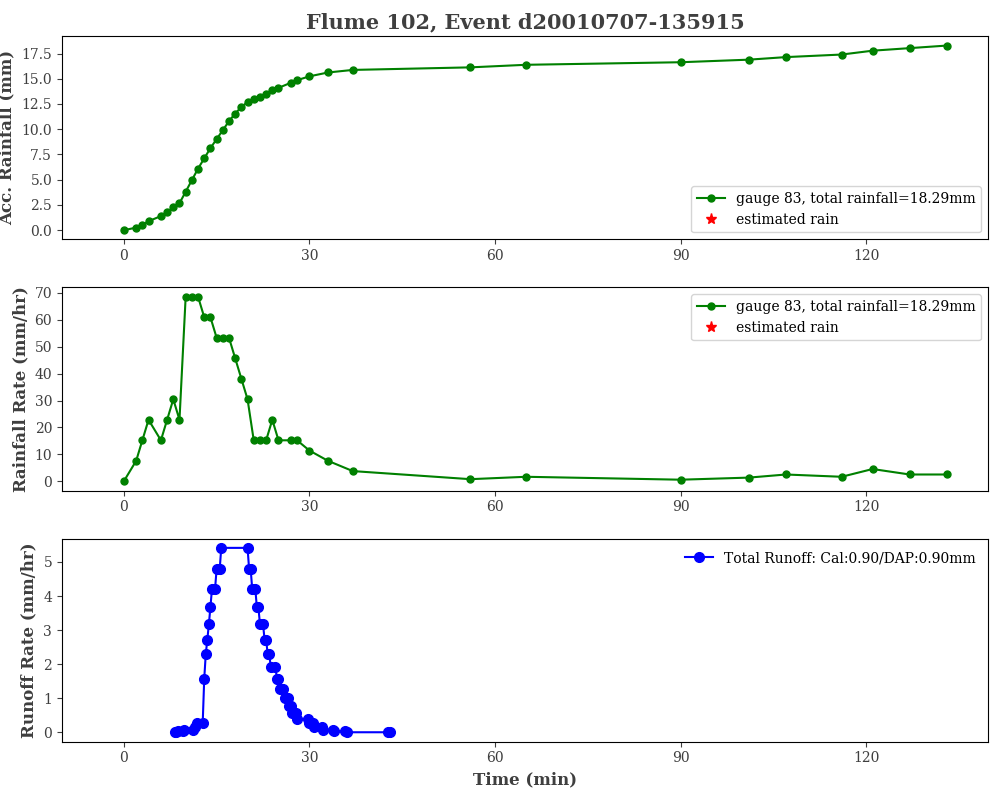 Flume 102, Event d20010707-135915
Acc. Rainfall (mm)
17.5
15.0
12.5
10.0
7.5
5.0
2.5
0.0
gauge 83, total rainfall=18.29mm
estimated rain
0 30 60 90 120
Rainfall Rate (mm/hr)
70
60
50
40
30
20
10
0
gauge 83, total rainfall=18.29mm
estimated rain
0 30 60 90 120
Runoff Rate (mm/hr)
5
4
3
2
1
0
Total Runoff: Cal:0.90/DAP:0.90mm
0 30 60 90 120
Time (min)